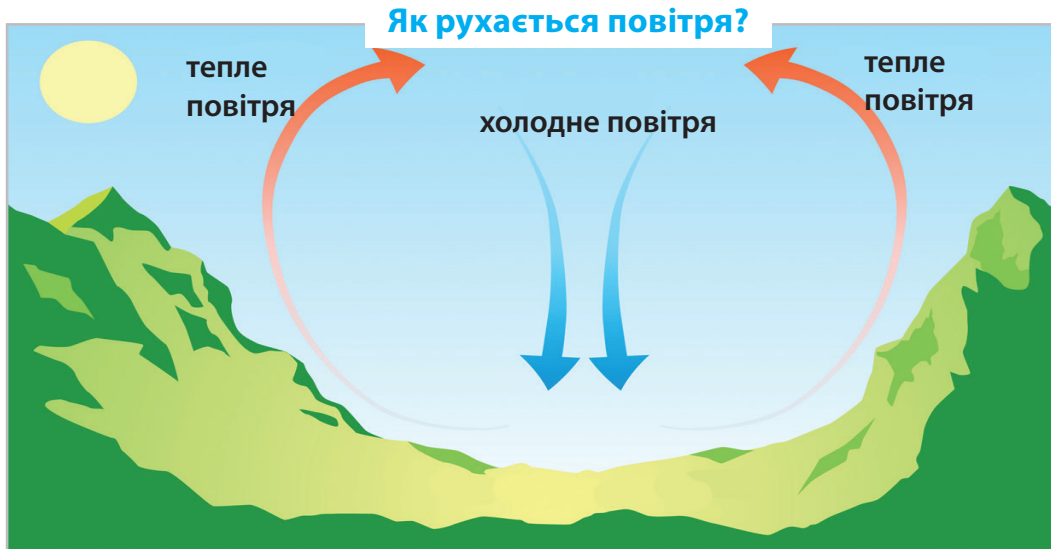 Як рухається повітря?
тепле
повітря
холодне повітря
тепле
повітря